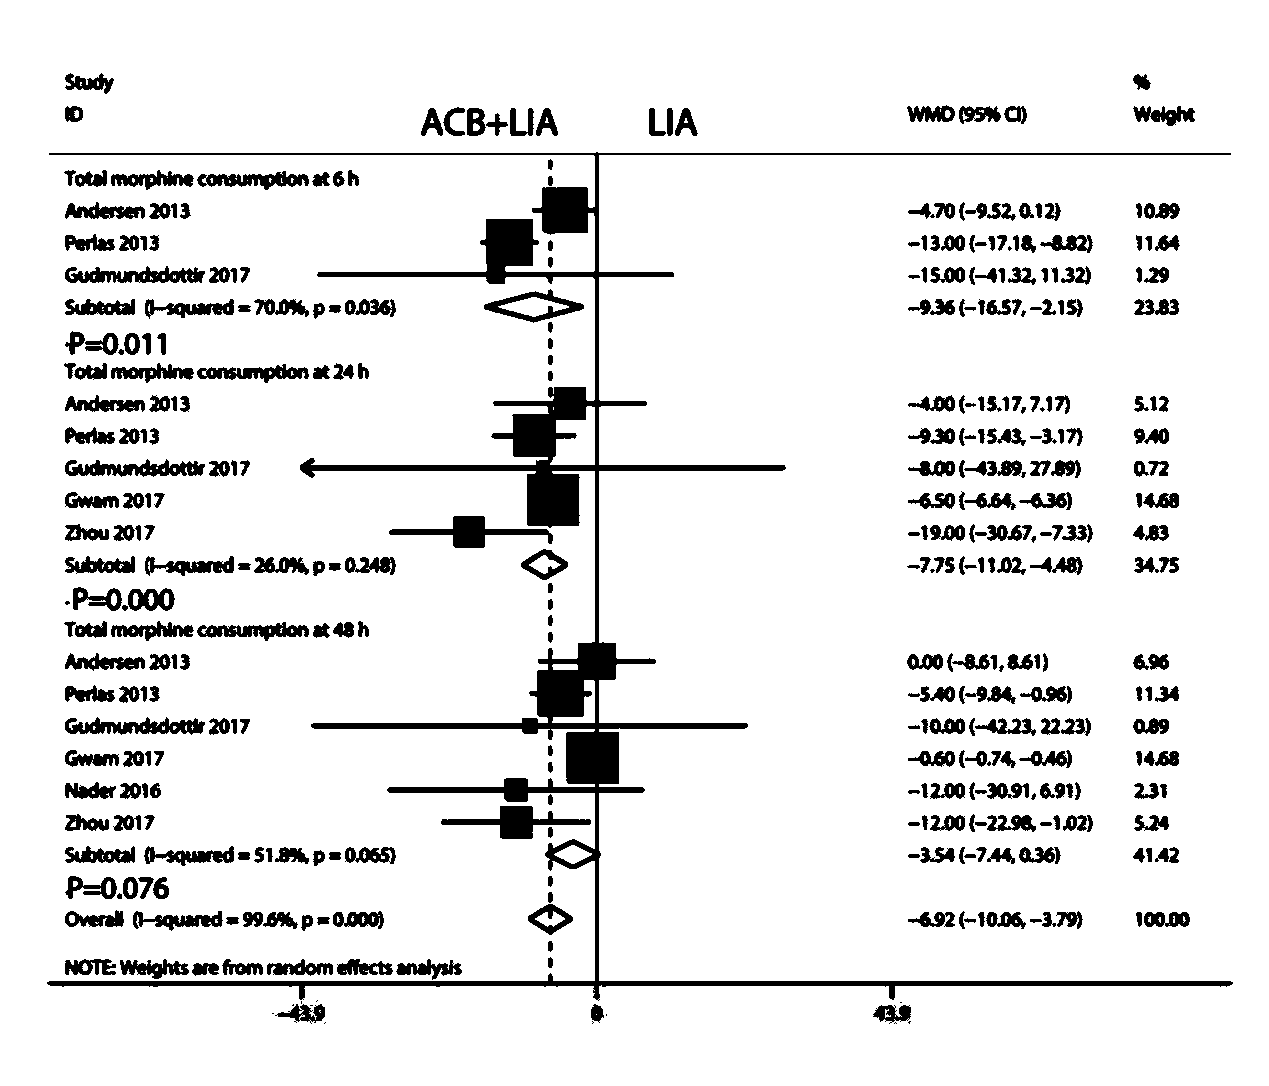 Study %
ID ACB+LIA LIA WMD (95% CI) Weight
Total morphine consumption at 6 h
Andersen 2013 −4.70 (−9.52, 0.12) 10.89
Perlas 2013 −13.00 (−17.18, −8.82) 11.64
Gudmundsdottir 2017 −15.00 (−41.32, 11.32) 1.29
Subtotal (I−squared = 70.0%, p = 0.036) −9.36 (−16.57, −2.15) 23.83
.P=0.011
Total morphine consumption at 24 h
Andersen 2013 −4.00 (−15.17, 7.17) 5.12
Perlas 2013 −9.30 (−15.43, −3.17) 9.40
Gudmundsdottir 2017 −8.00 (−43.89, 27.89) 0.72
Gwam 2017 −6.50 (−6.64, −6.36) 14.68
Zhou 2017 −19.00 (−30.67, −7.33) 4.83
Subtotal (I−squared = 26.0%, p = 0.248) −7.75 (−11.02, −4.48) 34.75
.P=0.000
Total morphine consumption at 48 h
Andersen 2013 0.00 (−8.61, 8.61) 6.96
Perlas 2013 −5.40 (−9.84, −0.96) 11.34
Gudmundsdottir 2017 −10.00 (−42.23, 22.23) 0.89
Gwam 2017 −0.60 (−0.74, −0.46) 14.68
Nader 2016 −12.00 (−30.91, 6.91) 2.31
Zhou 2017 −12.00 (−22.98, −1.02) 5.24
Subtotal (I−squared = 51.8%, p = 0.065) −3.54 (−7.44, 0.36) 41.42
.P=0.076
Overall (I−squared = 99.6%, p = 0.000) −6.92 (−10.06, −3.79) 100.00
NOTE: Weights are from random effects analysis
−43.9 0 43.9